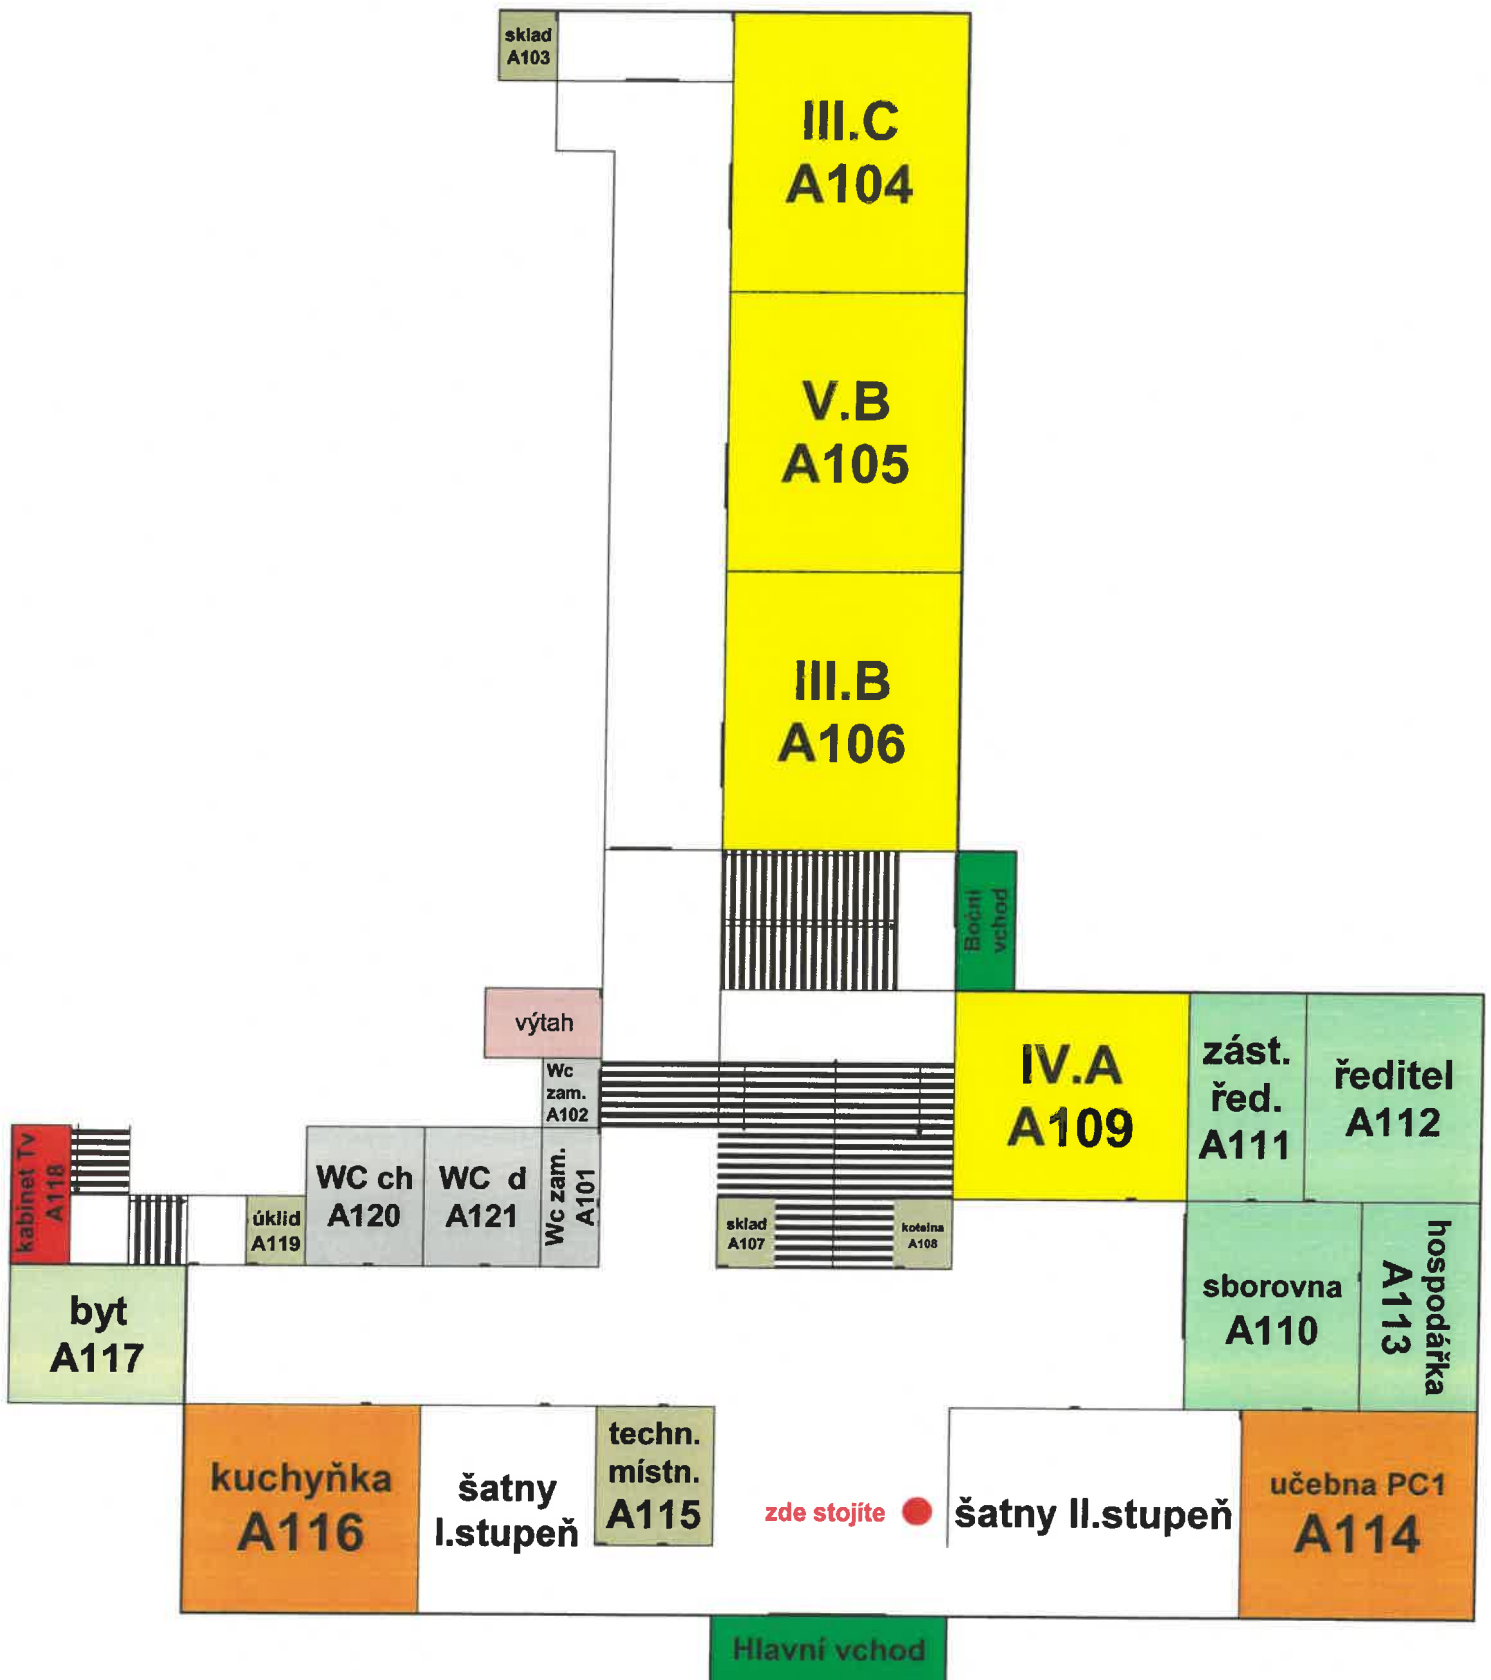 sklad
A103
III.C
A104
V.B
A105
III.B
A106
Boční
vchod
výtah
Wc
zam.
A102
IV.A
A109
zást.
řed.
A111
ředitel
A112
kabinet Tv
A118
úklid
A119
WC ch
A120
WC d
A121
Wc zam.
A101
sklad
A107
kotelna
A108
sborovna
A110
hospodářka
A113
byt
A117
kuchyňka
A116
šatny
I.stupeň
techn.
místn.
A115
zde stojíte
šatny II.stupeň
učebna PC1
A114
Hlavní vchod